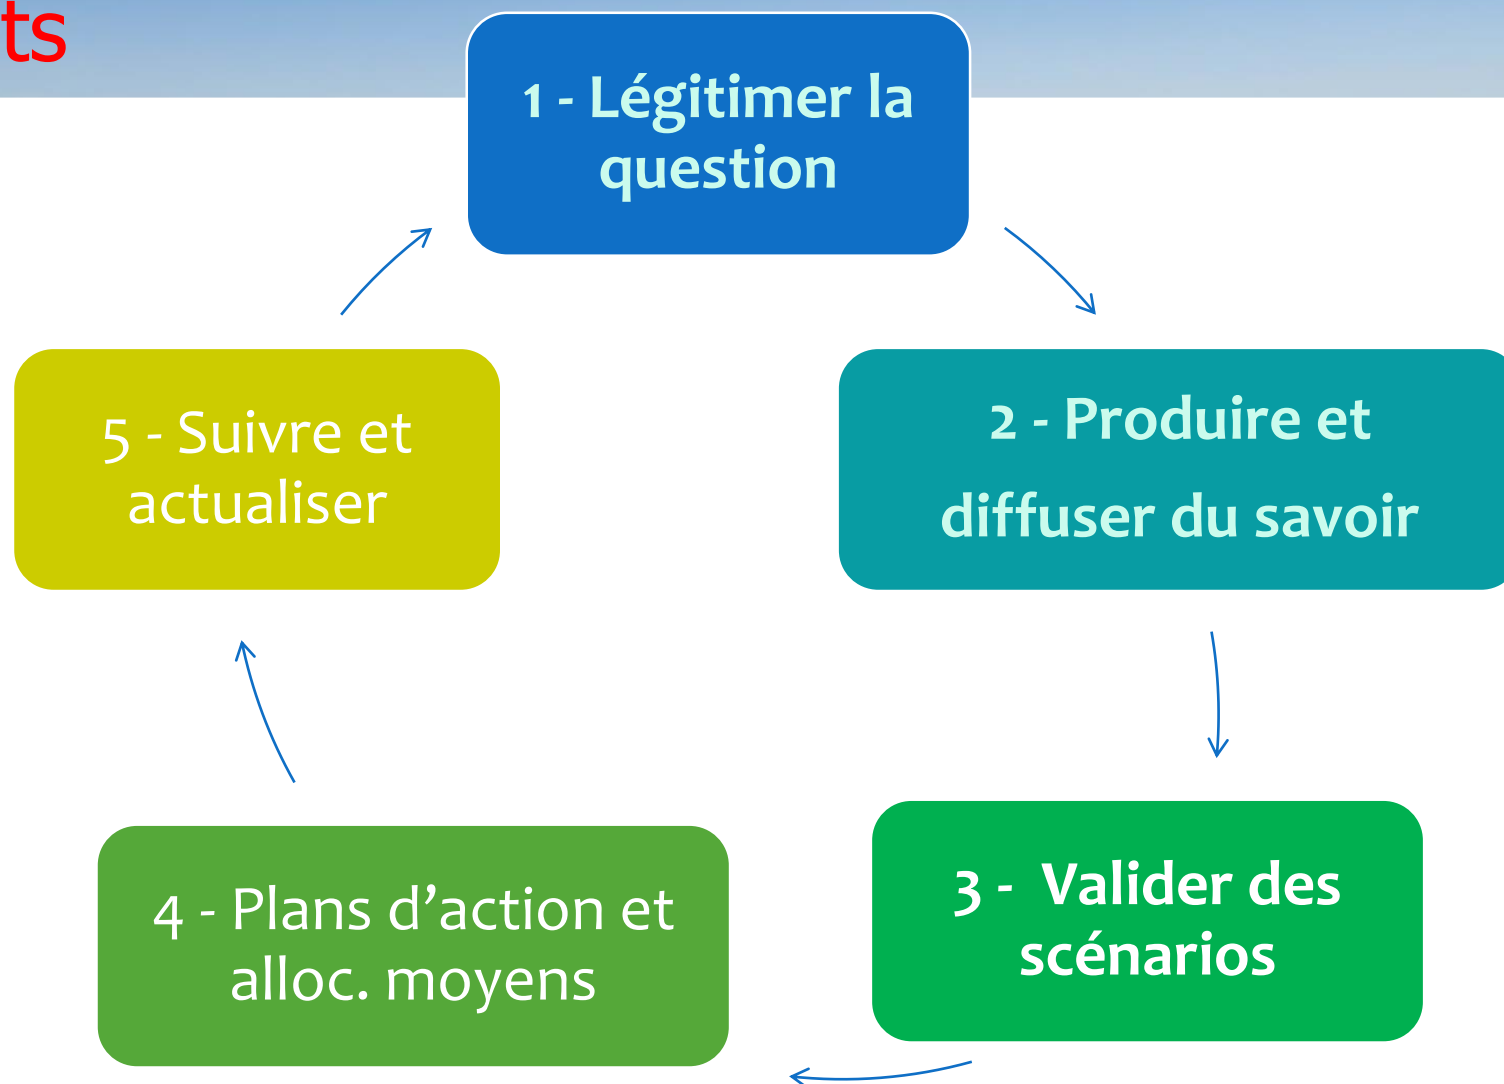 ts
1 - Légitimer la
question
2 - Produire et
diffuser du savoir
3 -  Valider des
scénarios
4 - Plans d’action et
alloc. moyens
5 - Suivre et
actualiser